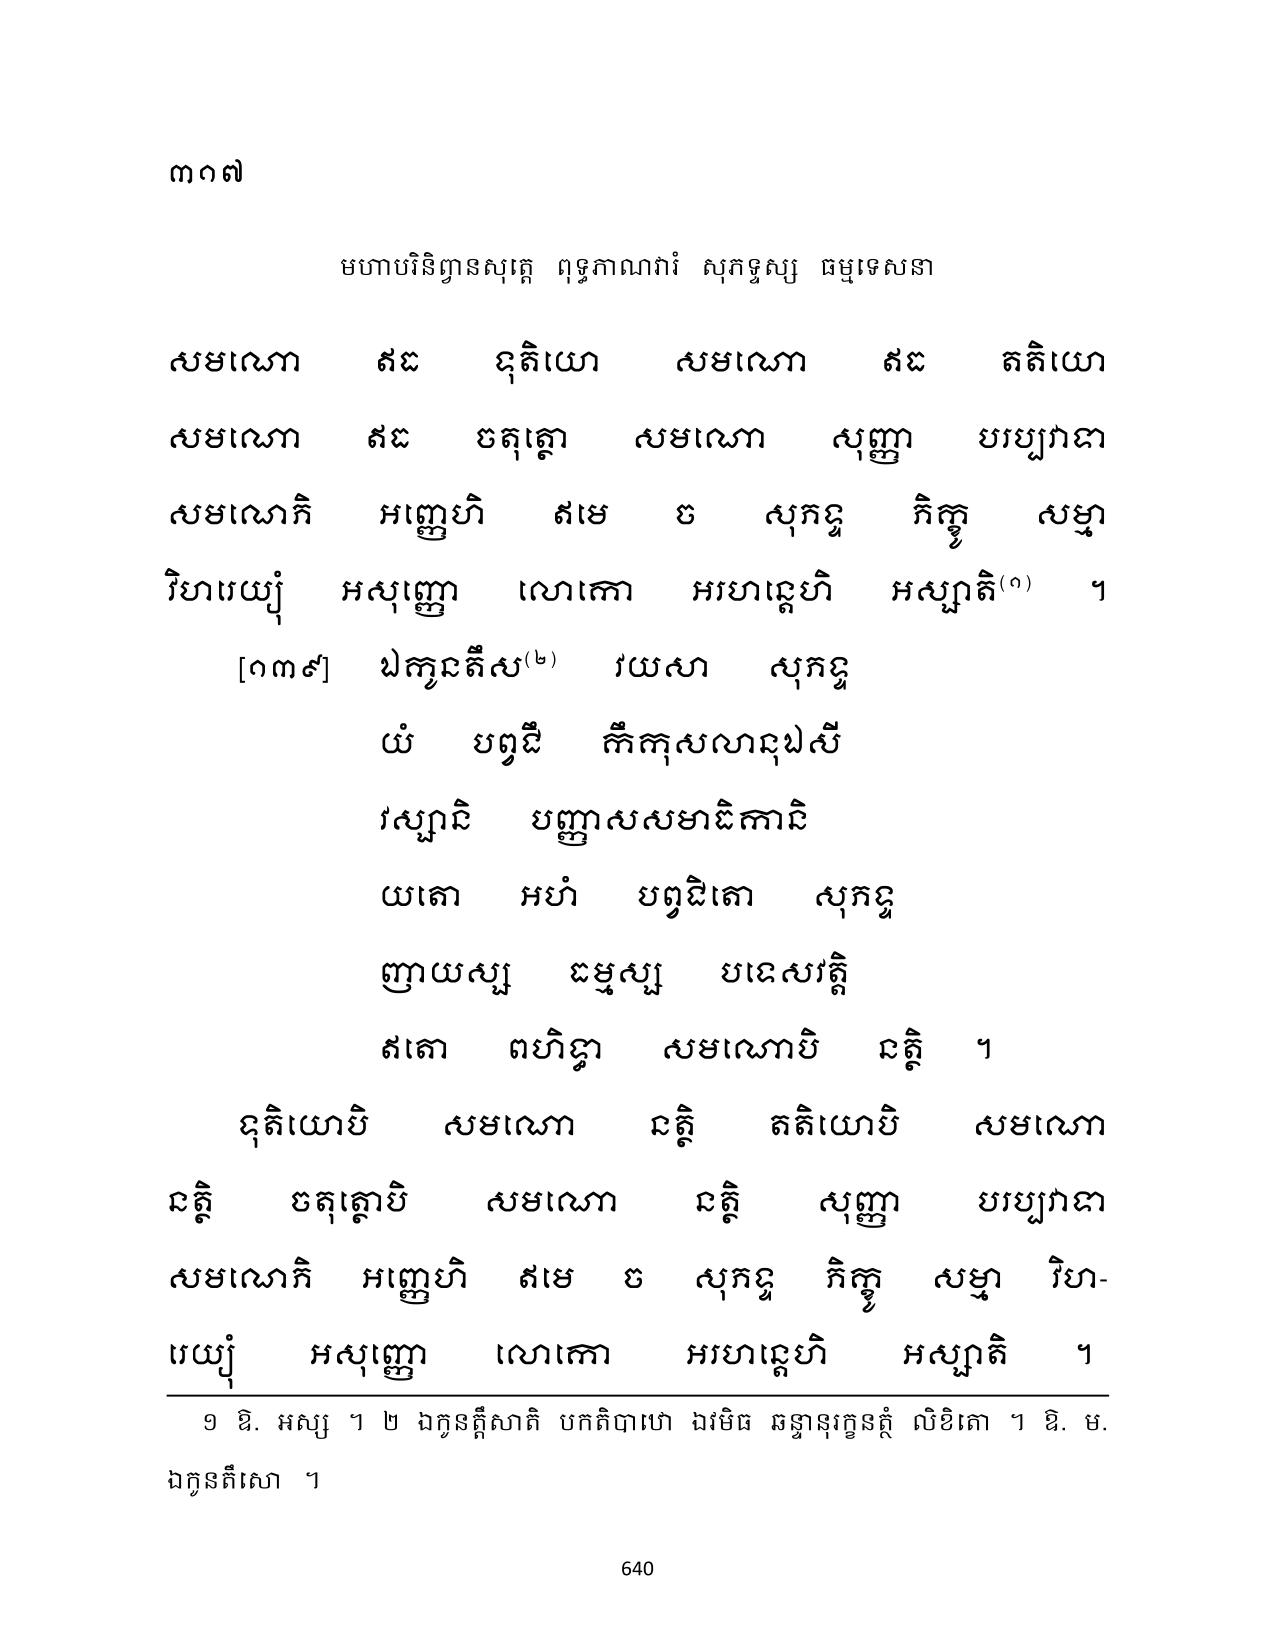 ៣១៧
មហាបរិនិព្វានសុត្តេ ពុទ្ធភាណវារំ សុភទ្ទស្ស ធម្មទេសនា
សមណោ ឥធ ទុតិយោ សមណោ ឥធ តតិយោ
សមណោ ឥធ ចតុត្ថោ សមណោ សុញ្ញា បរប្បវាទា
សមណេភិ អញ្ញេហិ ឥមេ ច សុភទ្ទ ភិក្ខូ សម្មា
វិហរេយ្យុំ អសុញ្ញោ លោកោ អរហន្តេហិ អស្សាតិ(១) ។
[១៣៩] ឯកូនតឹស(២) វយសា សុភទ្ទ
យំ បព្វជឹ កឹកុសលានុឯសី
វស្សានិ បញ្ញាសសមាធិកានិ
យតោ អហំ បព្វជិតោ សុភទ្ទ
ញាយស្ស ធម្មស្ស បទេសវត្តិ
ឥតោ ពហិទ្ធា សមណោបិ នត្ថិ ។
ទុតិយោបិ សមណោ នត្ថិ តតិយោបិ សមណោ
នត្ថិ ចតុត្ថោបិ សមណោ នត្ថិ សុញ្ញា បរប្បវាទា
សមណេភិ អញ្ញេហិ ឥមេ ច សុភទ្ទ ភិក្ខូ សម្មា វិហ-
រេយ្យុំ អសុញ្ញោ លោកោ អរហន្តេហិ អស្សាតិ ។
១ ឱ. អស្ស ។ ២ ឯកូនត្តឹសាតិ បកតិបាឋោ ឯវមិធ ឆន្ទានុរក្ខនត្ថំ លិខិតោ ។ ឱ. ម.
ឯកូនតឹសោ ។
640